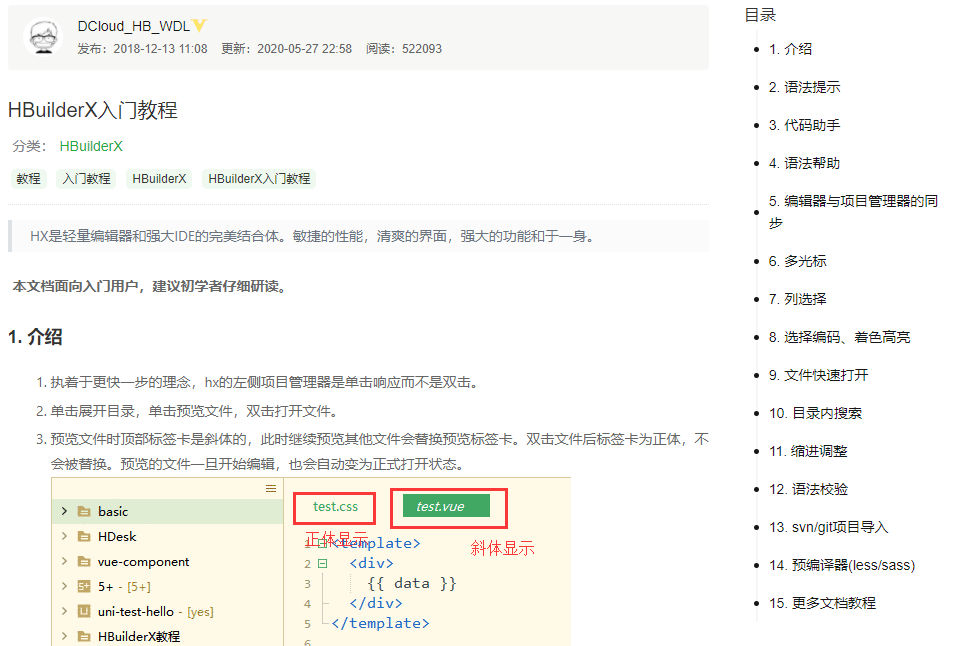 DCloud_HB_WDL
发布：2018-12-13 11:08 更新：2020-05-27 22:58 阅读：522093
HBuilderX入门教程
分类： HBuilderX
教程 入门教程 HBuilderX HBuilderX入门教程
HX是轻量编辑器和强大IDE的完美结合体。敏捷的性能，清爽的界面，强大的功能和于一身。
本文档面向入门用户，建议初学者仔细研读。
1. 介绍
1. 执着于更快一步的理念，hx的左侧项目管理器是单击响应而不是双击。
2. 单击展开目录，单击预览文件，双击打开文件。
3. 预览文件时顶部标签卡是斜体的，此时继续预览其他文件会替换预览标签卡。双击文件后标签卡为正体，不
会被替换。预览的文件一旦开始编辑，也会自动变为正式打开状态。
basic
HDesk
vue-component
5+ - [5+]
uni-test-hello - [yes]
HBuilderX教程
test.css test.vue
正体显示 斜体显示
1 <template>
2 <div>
3 {{ data }}
4 </div>
5 </template>
6
目录
1. 介绍
2. 语法提示
3. 代码助手
4. 语法帮助
5. 编辑器与项目管理器的同
步
6. 多光标
7. 列选择
8. 选择编码、着色高亮
9. 文件快速打开
10. 目录内搜索
11. 缩进调整
12. 语法校验
13. svn/git项目导入
14. 预编译器(less/sass)
15. 更多文档教程